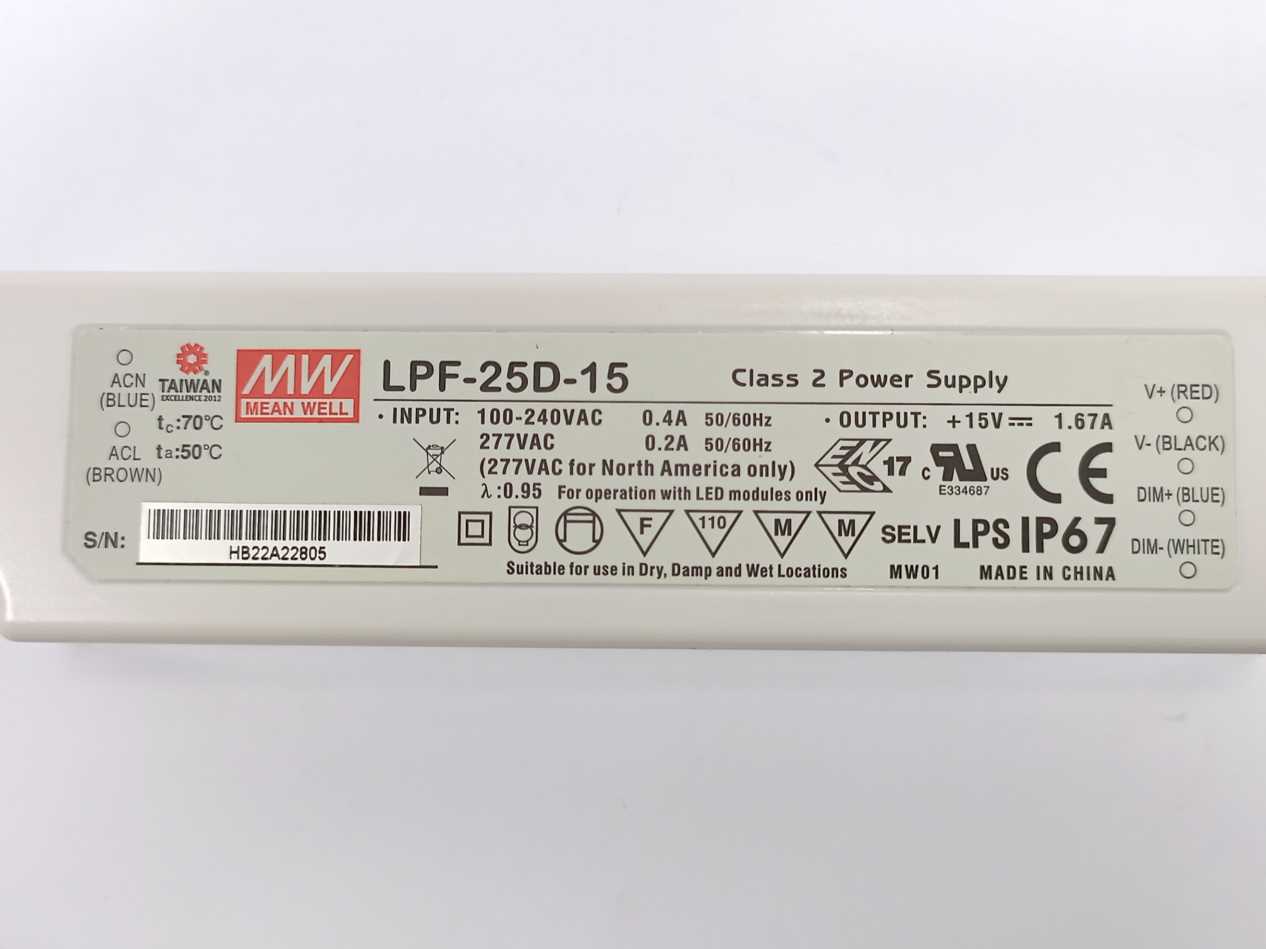 ACN
(BLUE)
ACL
(BROWN)
TAIWAN
EXCELLENCE 2012
tc:70℃
ta:50℃
MW
MEAN WELL
LPF-25D-15
Class 2 Power Supply
• INPUT: 100-240VAC 0.4A 50/60Hz
277VAC 0.2A 50/60Hz
(277VAC for North America only)
λ:0.95 For operation with LED modules only
• OUTPUT: +15V⎓ 1.67A
ENEC 17
c RU US
E334687
CE
S/N:
HB22A22805
F
110
M
M
SELV LPS IP67
Suitable for use in Dry, Damp and Wet Locations
MW01 MADE IN CHINA
V+ (RED)
V- (BLACK)
DIM+ (BLUE)
DIM- (WHITE)